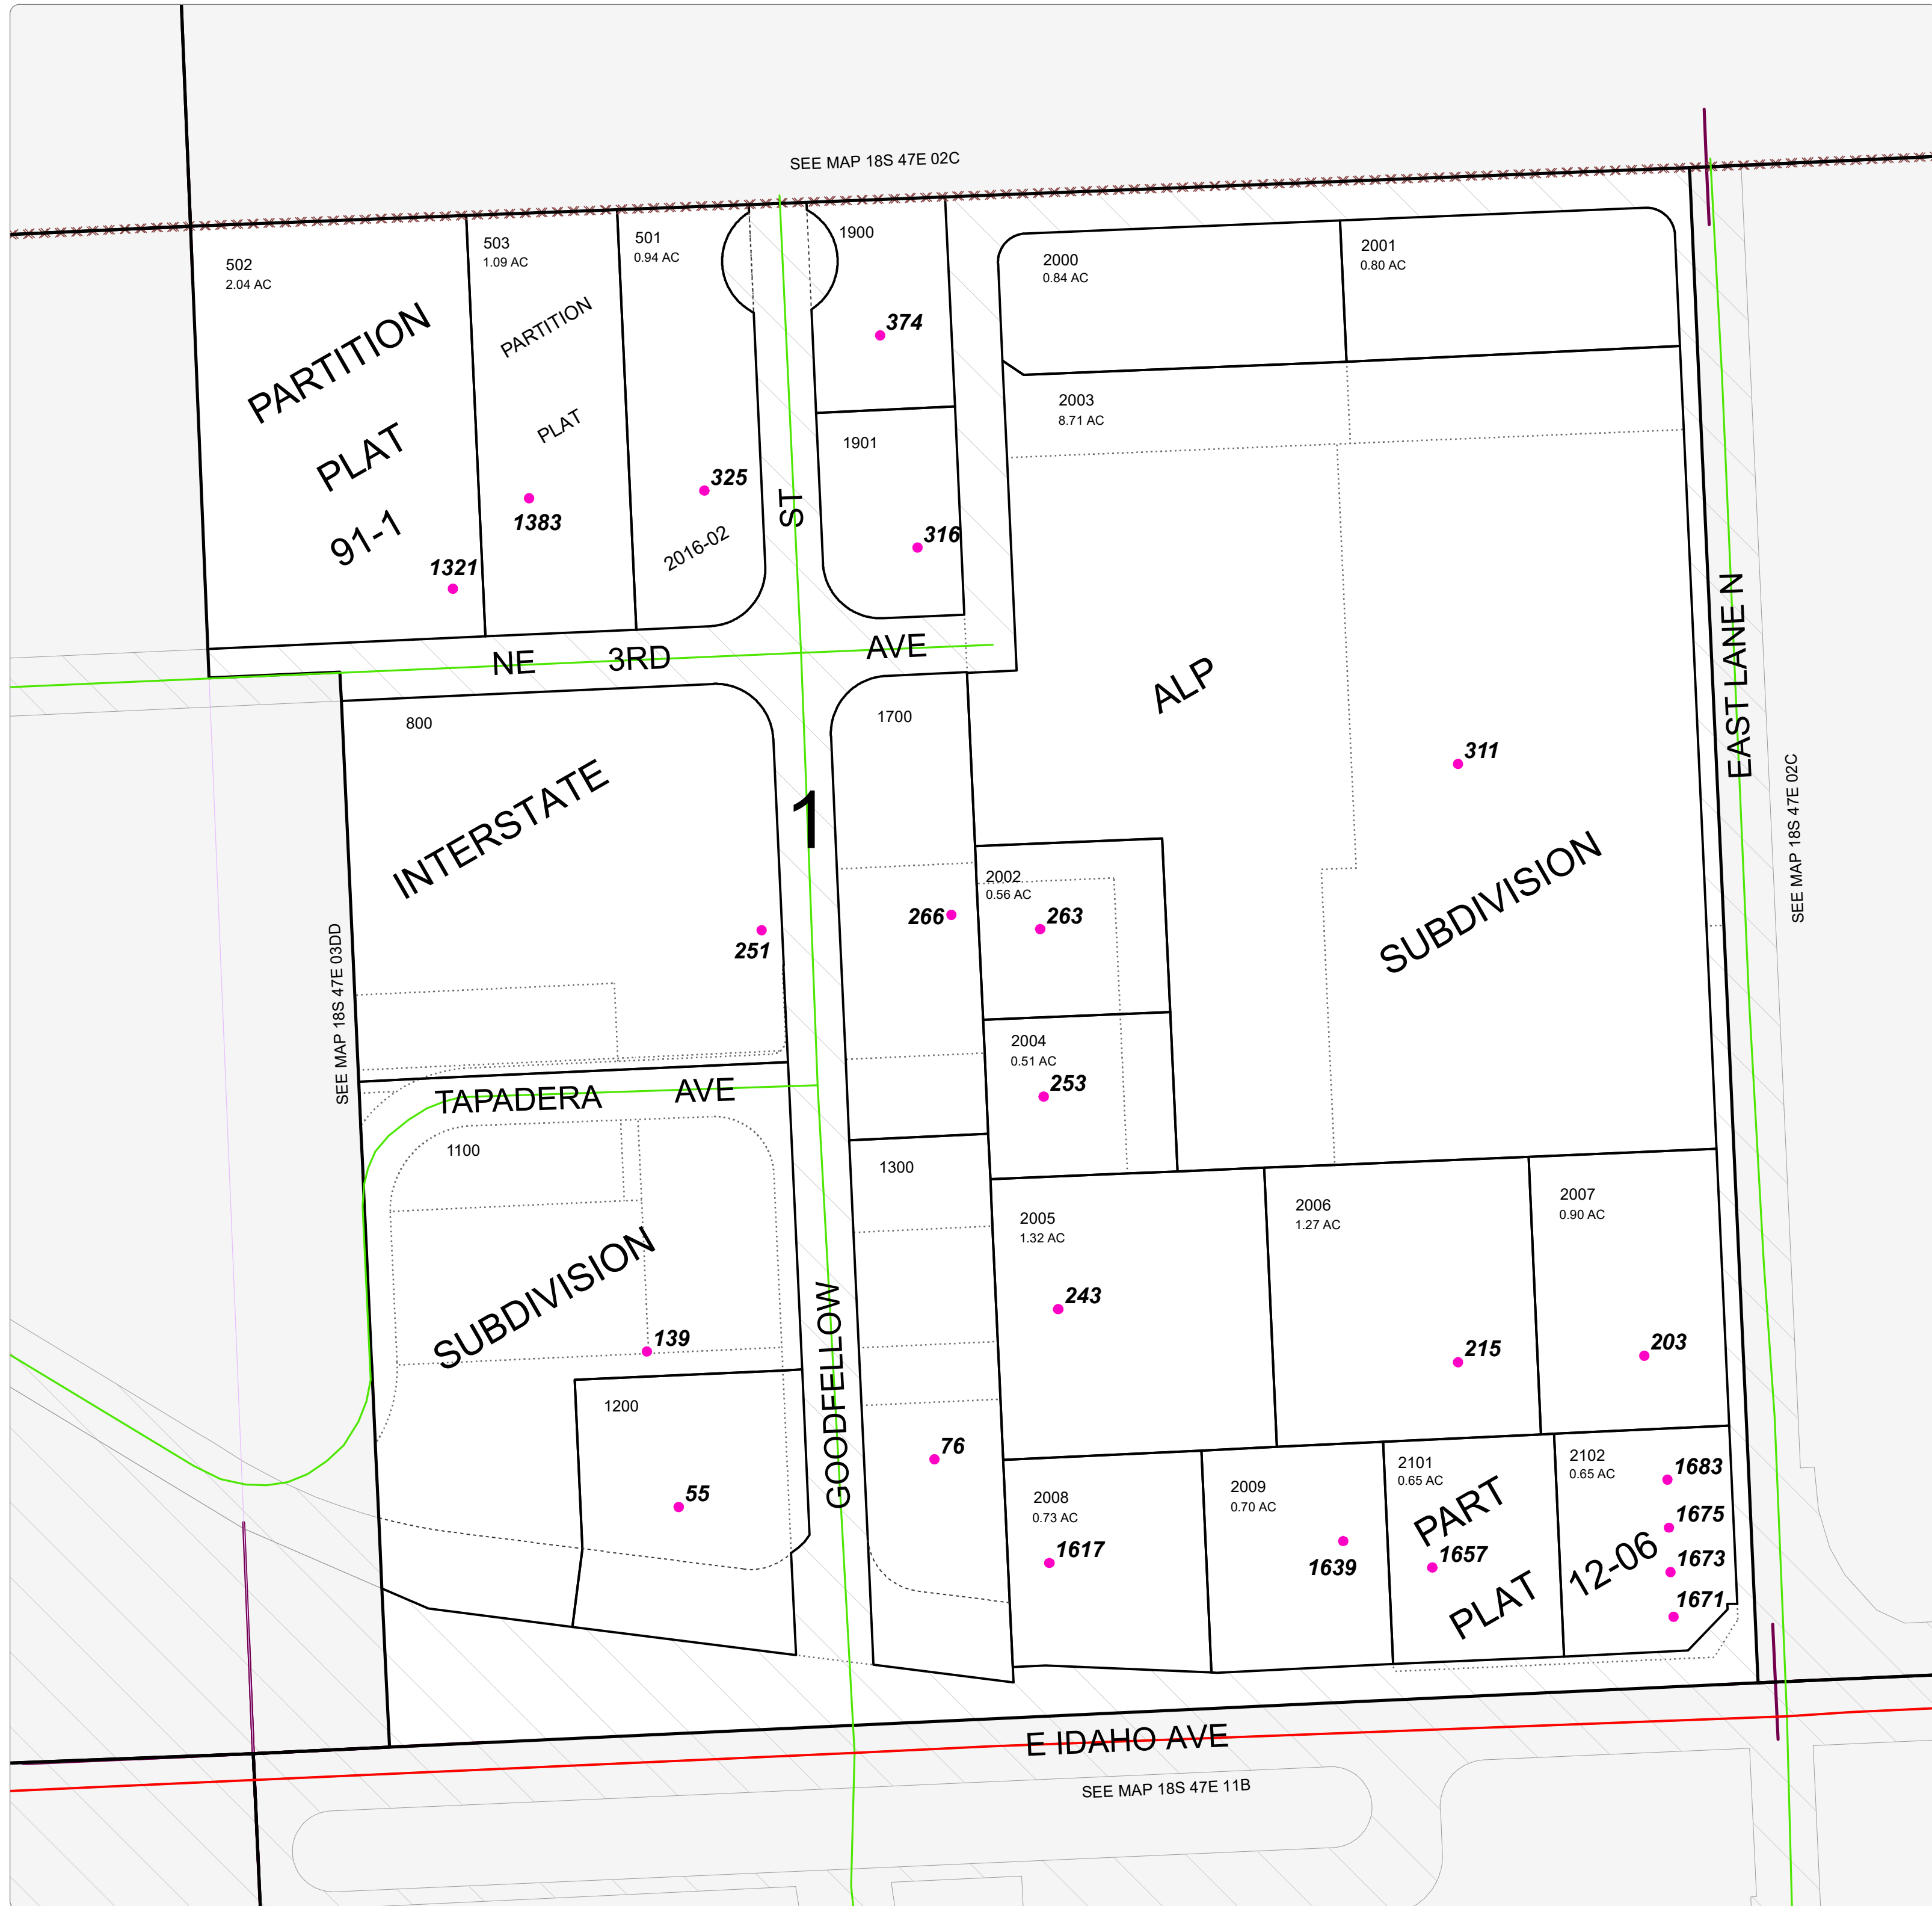 SEE MAP 18S 47E 02C
502
2.04 AC
503
1.09 AC
501
0.94 AC
1900
2000
0.84 AC
2001
0.80 AC
PARTITION
PLAT
91-1
PARTITION
PLAT
2016-02
374
2003
8.71 AC
1901
325
1383
316
1321
ST
NE 3RD AVE
EAST LANE N
SEE MAP 18S 47E 02C
800
1700
ALP
SUBDIVISION
311
INTERSTATE
1
2002
0.56 AC
266
263
251
SEE MAP 18S 47E 03DD
2004
0.51 AC
253
TAPADERA AVE
1100
1300
2005
1.32 AC
2006
1.27 AC
2007
0.90 AC
SUBDIVISION
243
139
215
203
GOODFELLOW
1200
76
55
2008
0.73 AC
2009
0.70 AC
2101
0.65 AC
2102
0.65 AC
PART
PLAT
12-06
1683
1675
1673
1671
1617
1639
1657
E IDAHO AVE
SEE MAP 18S 47E 11B